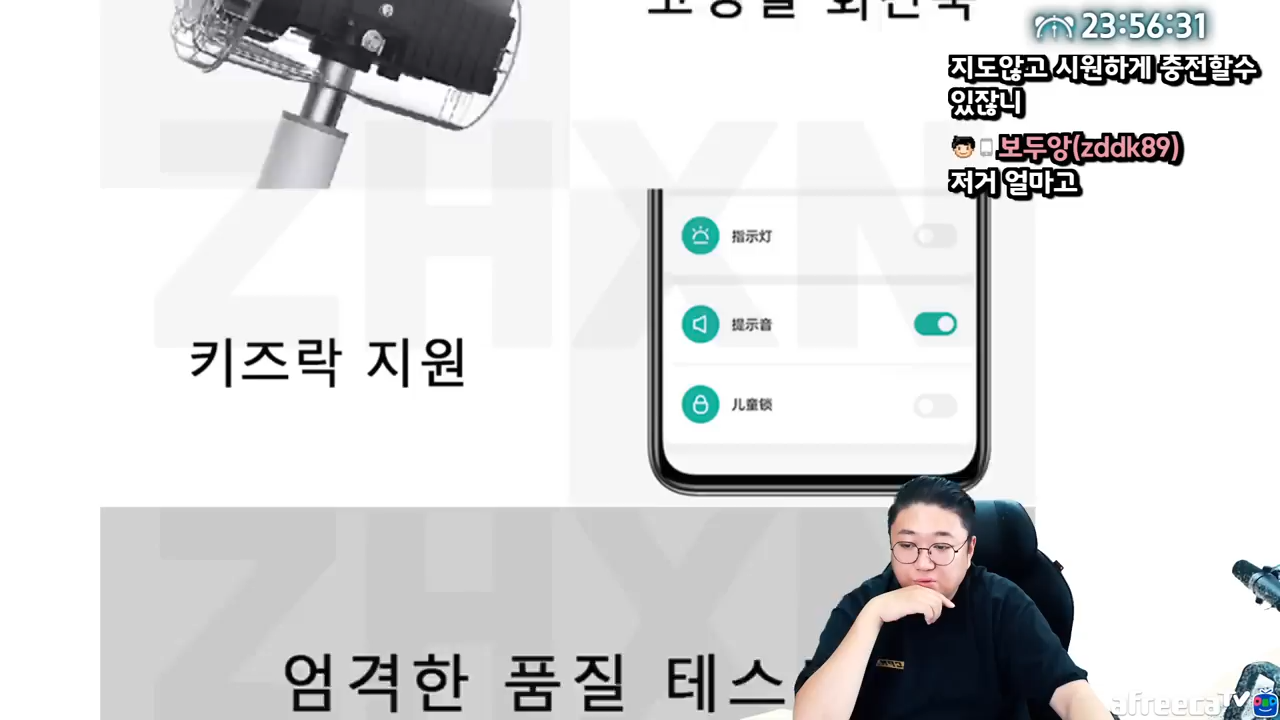 23:56:31
지도않고 시원하게 충전할수
있잖니
보두앙(zddk89)
저거 얼마고
ZHXN
指示灯
提示音
키즈락 지원
儿童锁
엄격한 품질 테스
afreecaTV